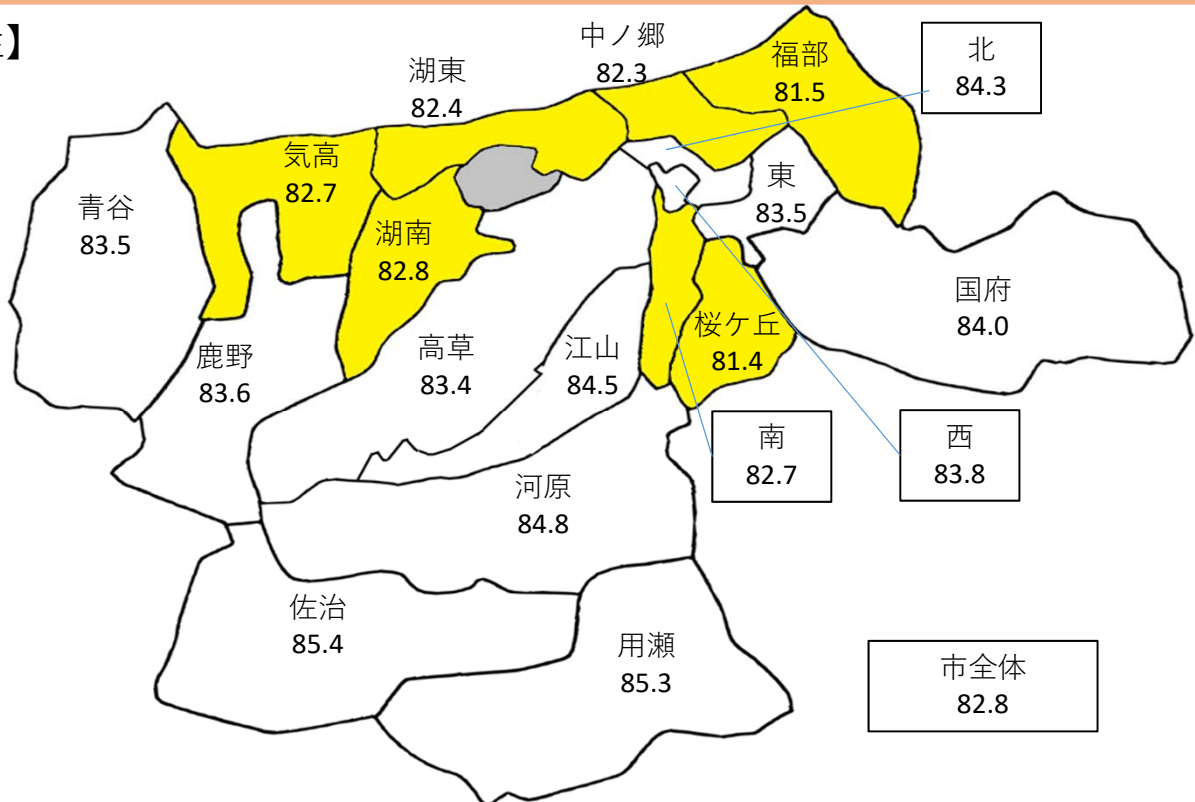 】
中ノ郷
82.3
福部
81.5
北
84.3
湖東
82.4
気高
82.7
東
83.5
青谷
83.5
湖南
82.8
国府
84.0
桜ケ丘
81.4
鹿野
83.6
高草
83.4
江山
84.5
南
82.7
西
83.8
河原
84.8
佐治
85.4
用瀬
85.3
市全体
82.8